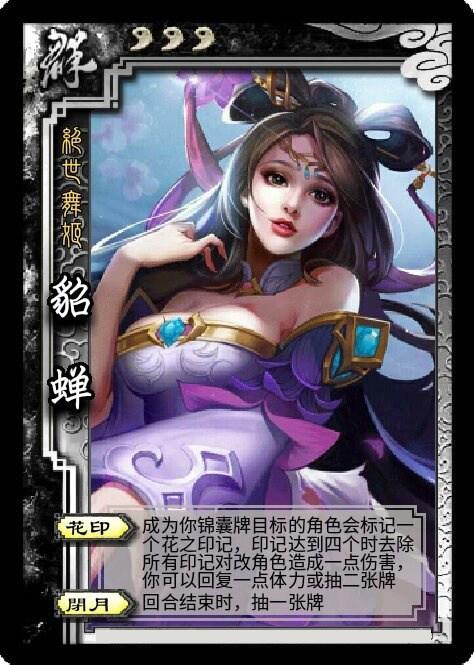 群
絕世舞姬
貂蝉
花印
成为你锦囊牌目标的角色会标记一
个花之印记，印记达到四个时去除
所有印记对改角色造成一点伤害，
你可以回复一点体力或抽二张牌
閉月
回合结束时，抽一张牌